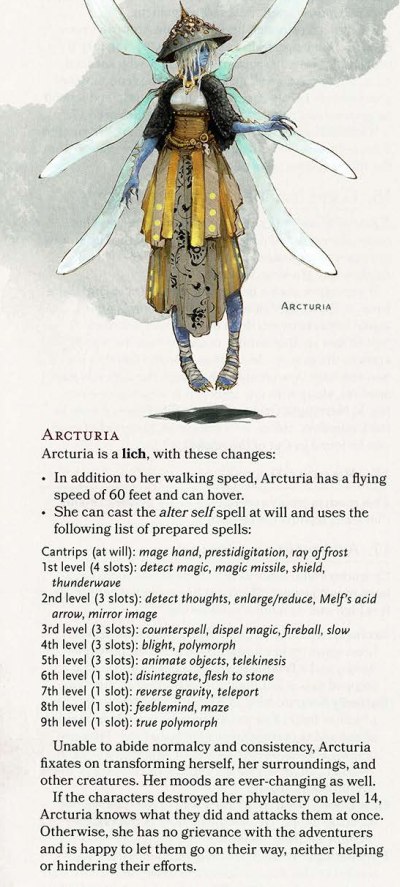 ARCTURIA
ARCTURIA
Arcturia is a lich, with these changes:
• In addition to her walking speed, Arcturia has a flying
speed of 60 feet and can hover.
• She can cast the alter self spell at will and uses the
following list of prepared spells:
Cantrips (at will): mage hand, prestidigitation, ray of frost
1st level (4 slots): detect magic, magic missile, shield,
thunderwave
2nd level (3 slots): detect thoughts, enlarge/reduce, Melf's acid
arrow, mirror image
3rd level (3 slots): counterspell, dispel magic, fireball, slow
4th level (3 slots): blight, polymorph
5th level (3 slots): animate objects, telekinesis
6th level (1 slot): disintegrate, flesh to stone
7th level (1 slot): reverse gravity, teleport
8th level (1 slot): feeblemind, maze
9th level (1 slot): true polymorph
Unable to abide normalcy and consistency, Arcturia
fixates on transforming herself, her surroundings, and
other creatures. Her moods are ever-changing as well.
If the characters destroyed her phylactery on level 14,
Arcturia knows what they did and attacks them at once.
Otherwise, she has no grievance with the adventurers
and is happy to let them go on their way, neither helping
or hindering their efforts.